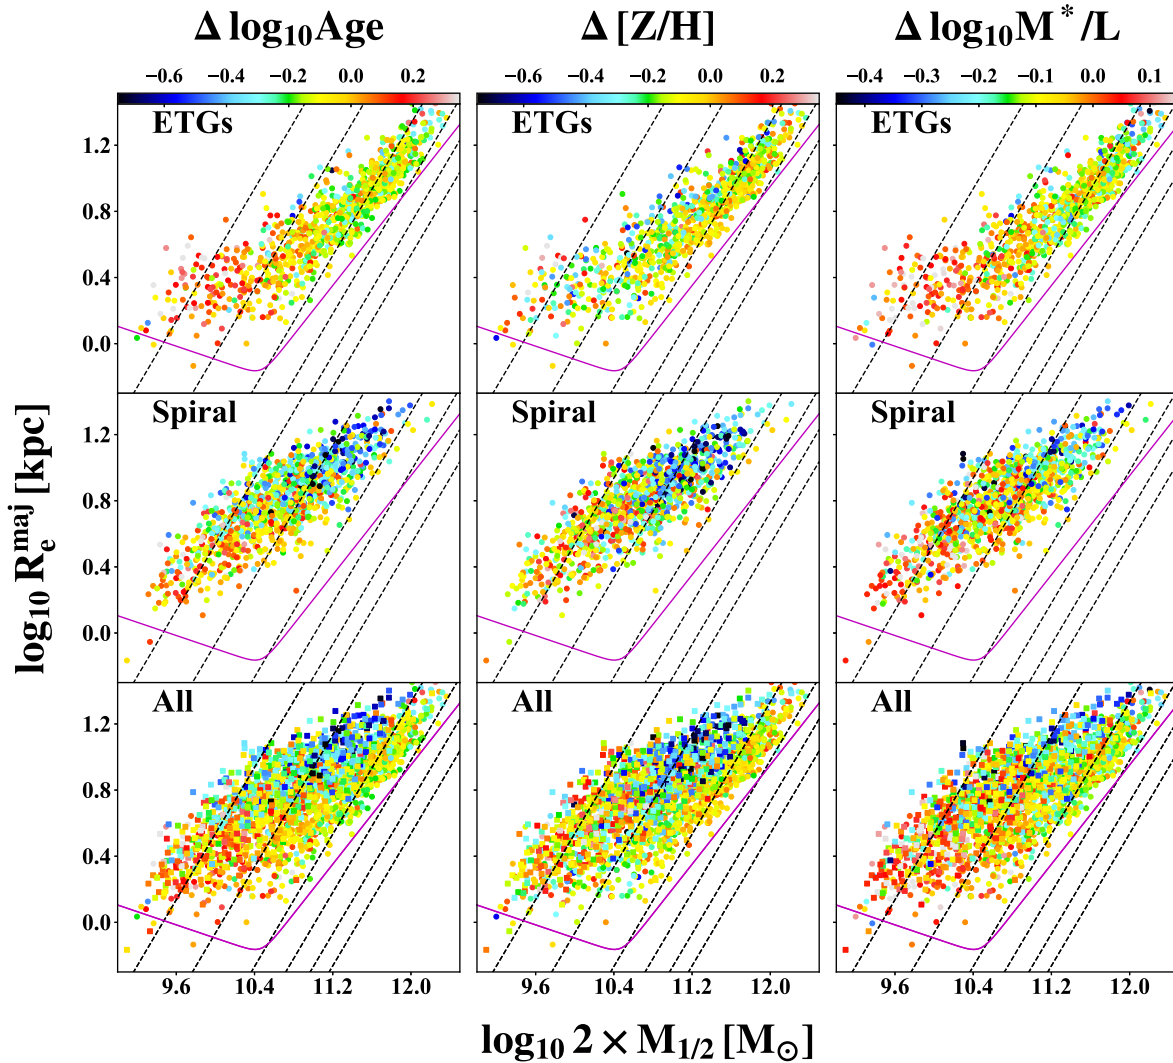 Δ log₁₀Age Δ [Z/H] Δ log₁₀M*/L
−0.6 −0.4 −0.2 0.0 0.2 −0.6 −0.4 −0.2 0.0 0.2 −0.4 −0.3 −0.2 −0.1 0.0 0.1
ETGs ETGs ETGs
1.2
0.8
0.4
0.0
Spiral Spiral Spiral
1.2
0.8
0.4
0.0
All All All
1.2
0.8
0.4
0.0
9.6 10.4 11.2 12.0 9.6 10.4 11.2 12.0 9.6 10.4 11.2 12.0
log₁₀ Rₑᵐᵃʲ [kpc]
log₁₀ 2 × M₁/₂ [M⊙]